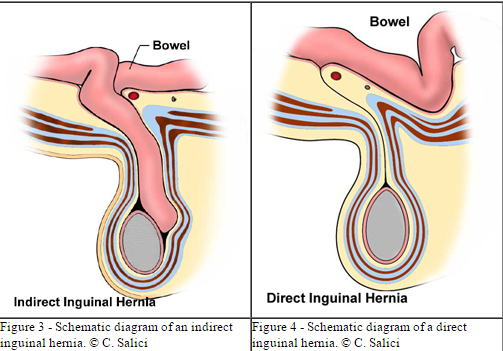 Bowel
Indirect Inguinal Hernia
Figure 3 - Schematic diagram of an indirect
inguinal hernia. © C. Salici
Bowel
Direct Inguinal Hernia
Figure 4 - Schematic diagram of a direct
inguinal hernia. © C. Salici